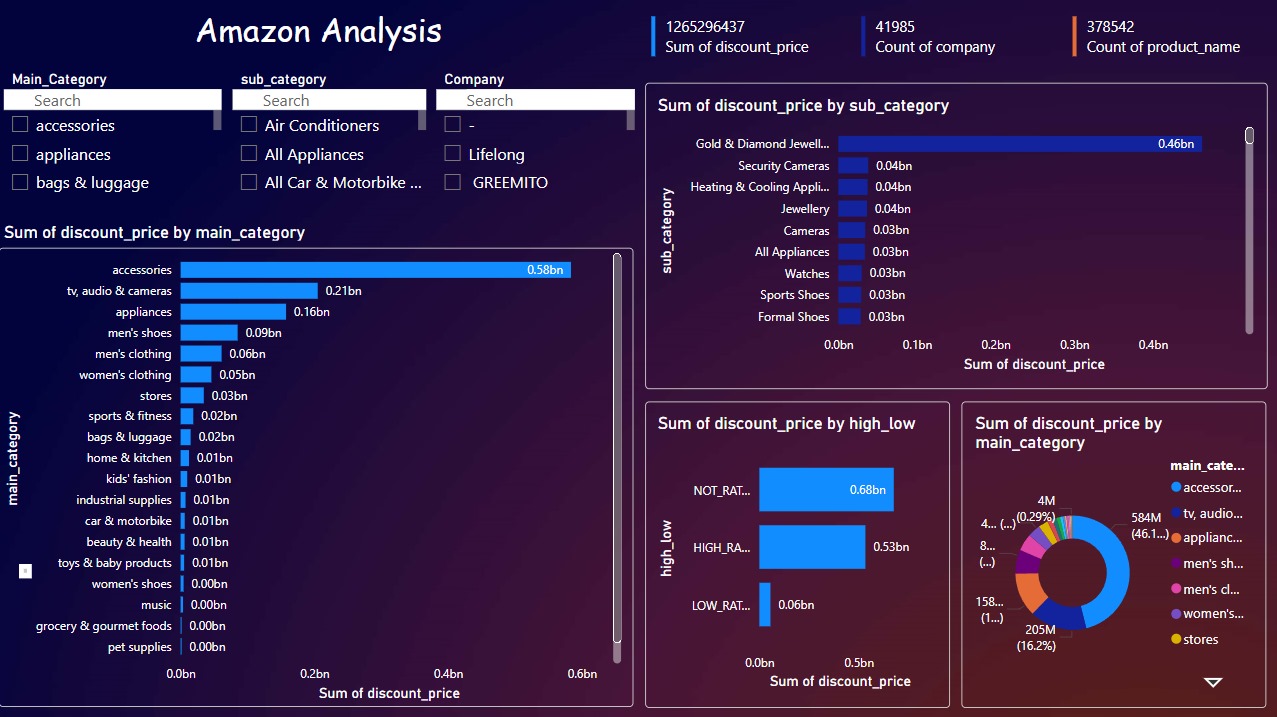 Amazon Analysis
1265296437
Sum of discount_price
41985
Count of company
378542
Count of product_name
Main_Category
Search
accessories
appliances
bags & luggage
sub_category
Search
Air Conditioners
All Appliances
All Car & Motorbike ...
Company
Search
-
Lifelong
GREEMITO
Sum of discount_price by main_category
main_category
accessories 0.58bn
tv, audio & cameras 0.21bn
appliances 0.16bn
men's shoes 0.09bn
men's clothing 0.06bn
women's clothing 0.05bn
stores 0.03bn
sports & fitness 0.02bn
bags & luggage 0.02bn
home & kitchen 0.01bn
kids' fashion 0.01bn
industrial supplies 0.01bn
car & motorbike 0.01bn
beauty & health 0.01bn
toys & baby products 0.01bn
women's shoes 0.00bn
music 0.00bn
grocery & gourmet foods 0.00bn
pet supplies 0.00bn
0.0bn 0.2bn 0.4bn 0.6bn
Sum of discount_price
Sum of discount_price by sub_category
sub_category
Gold & Diamond Jewell... 0.46bn
Security Cameras 0.04bn
Heating & Cooling Appli... 0.04bn
Jewellery 0.04bn
Cameras 0.03bn
All Appliances 0.03bn
Watches 0.03bn
Sports Shoes 0.03bn
Formal Shoes 0.03bn
0.0bn 0.1bn 0.2bn 0.3bn 0.4bn
Sum of discount_price
Sum of discount_price by high_low
high_low
NOT_RAT... 0.68bn
HIGH_RA... 0.53bn
LOW_RAT... 0.06bn
0.0bn 0.5bn
Sum of discount_price
Sum of discount_price by
main_category
584M
(46.1...)
205M
(16.2%)
158...
(1...)
8...
(...)
4... (...)
4M
(0.29%)
main_cate...
accessor...
tv, audio...
applianc...
men's sh...
men's cl...
women's...
stores